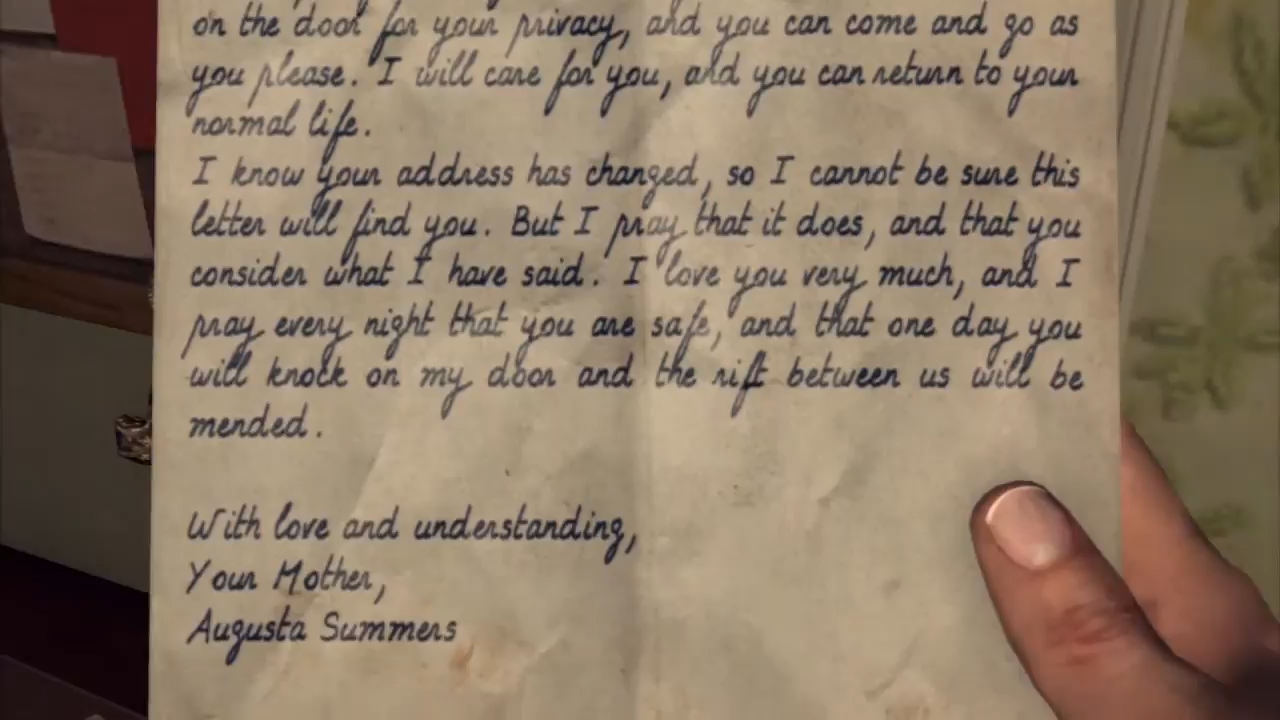 on the door for your privacy, and you can come and go as
you please. I will care for you, and you can return to your
normal life.
I know your address has changed, so I cannot be sure this
letter will find you. But I pray that it does, and that you
consider what I have said. I love you very much, and I
pray every night that you are safe, and that one day you
will knock on my door and the rift between us will be
mended.
With love and understanding,
Your Mother,
Augusta Summers